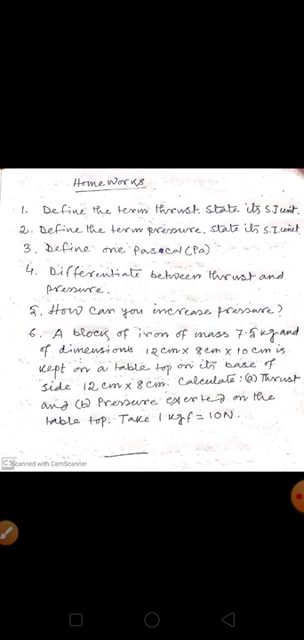 Home Works
1. Define the term thrust. State its S.I unit.
2. Define the term pressure. State its S.I unit
3. Define one Pascal (Pa)
4. Differentiate between thrust and
pressure.
5. How can you increase pressure?
6. A block of iron of mass 7.5 kg and
of dimensions 12 cm x 8 cm x 10 cm is
kept on a table top on its base of
side 12 cm x 8 cm. Calculate: (a) Thrust
and (b) Pressure exerted on the
table top. Take 1 kgf = 10N.
CS Scanned with CamScanner